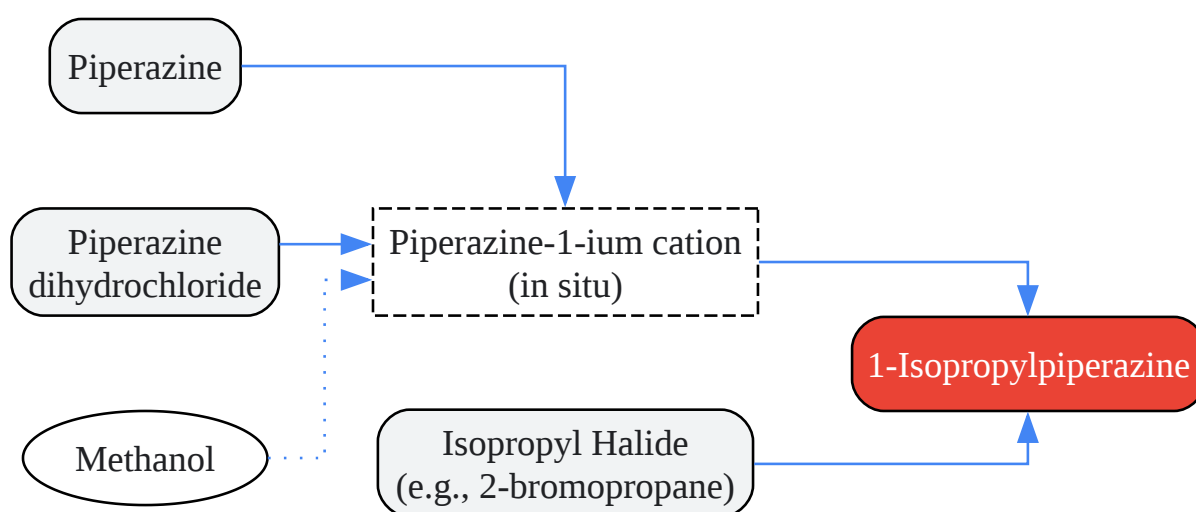 Piperazine
Piperazine
dihydrochloride
Piperazine-1-ium cation
(in situ)
1-Isopropylpiperazine
Methanol
Isopropyl Halide
(e.g., 2-bromopropane)